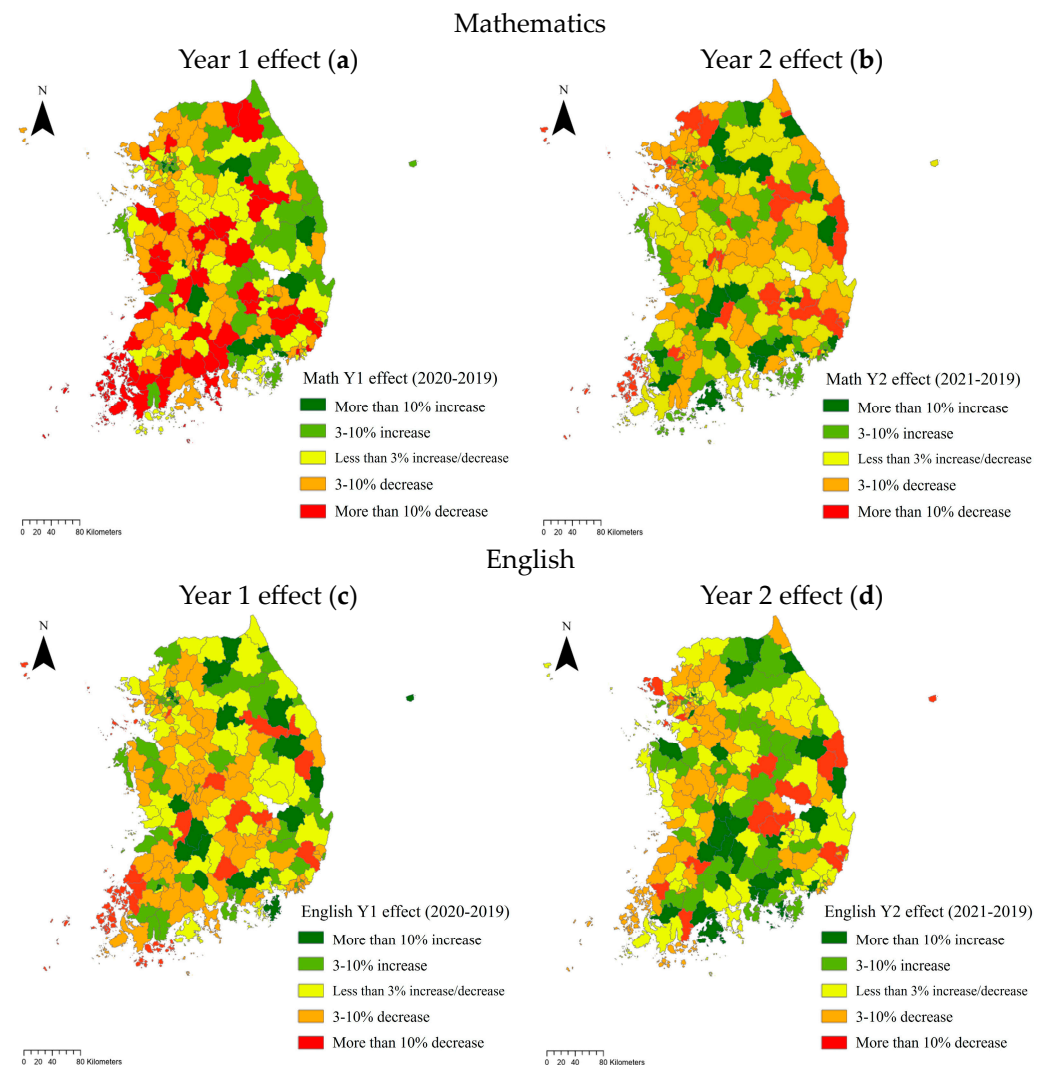 Mathematics
Year 1 effect (a)
Year 2 effect (b)
N
N
Math Y1 effect (2020-2019)
More than 10% increase
3-10% increase
Less than 3% increase/decrease
3-10% decrease
More than 10% decrease
0 20 40 80 Kilometers
Math Y2 effect (2021-2019)
More than 10% increase
3-10% increase
Less than 3% increase/decrease
3-10% decrease
More than 10% decrease
0 20 40 80 Kilometers
English
Year 1 effect (c)
Year 2 effect (d)
N
N
English Y1 effect (2020-2019)
More than 10% increase
3-10% increase
Less than 3% increase/decrease
3-10% decrease
More than 10% decrease
0 20 40 80 Kilometers
English Y2 effect (2021-2019)
More than 10% increase
3-10% increase
Less than 3% increase/decrease
3-10% decrease
More than 10% decrease
0 20 40 80 Kilometers